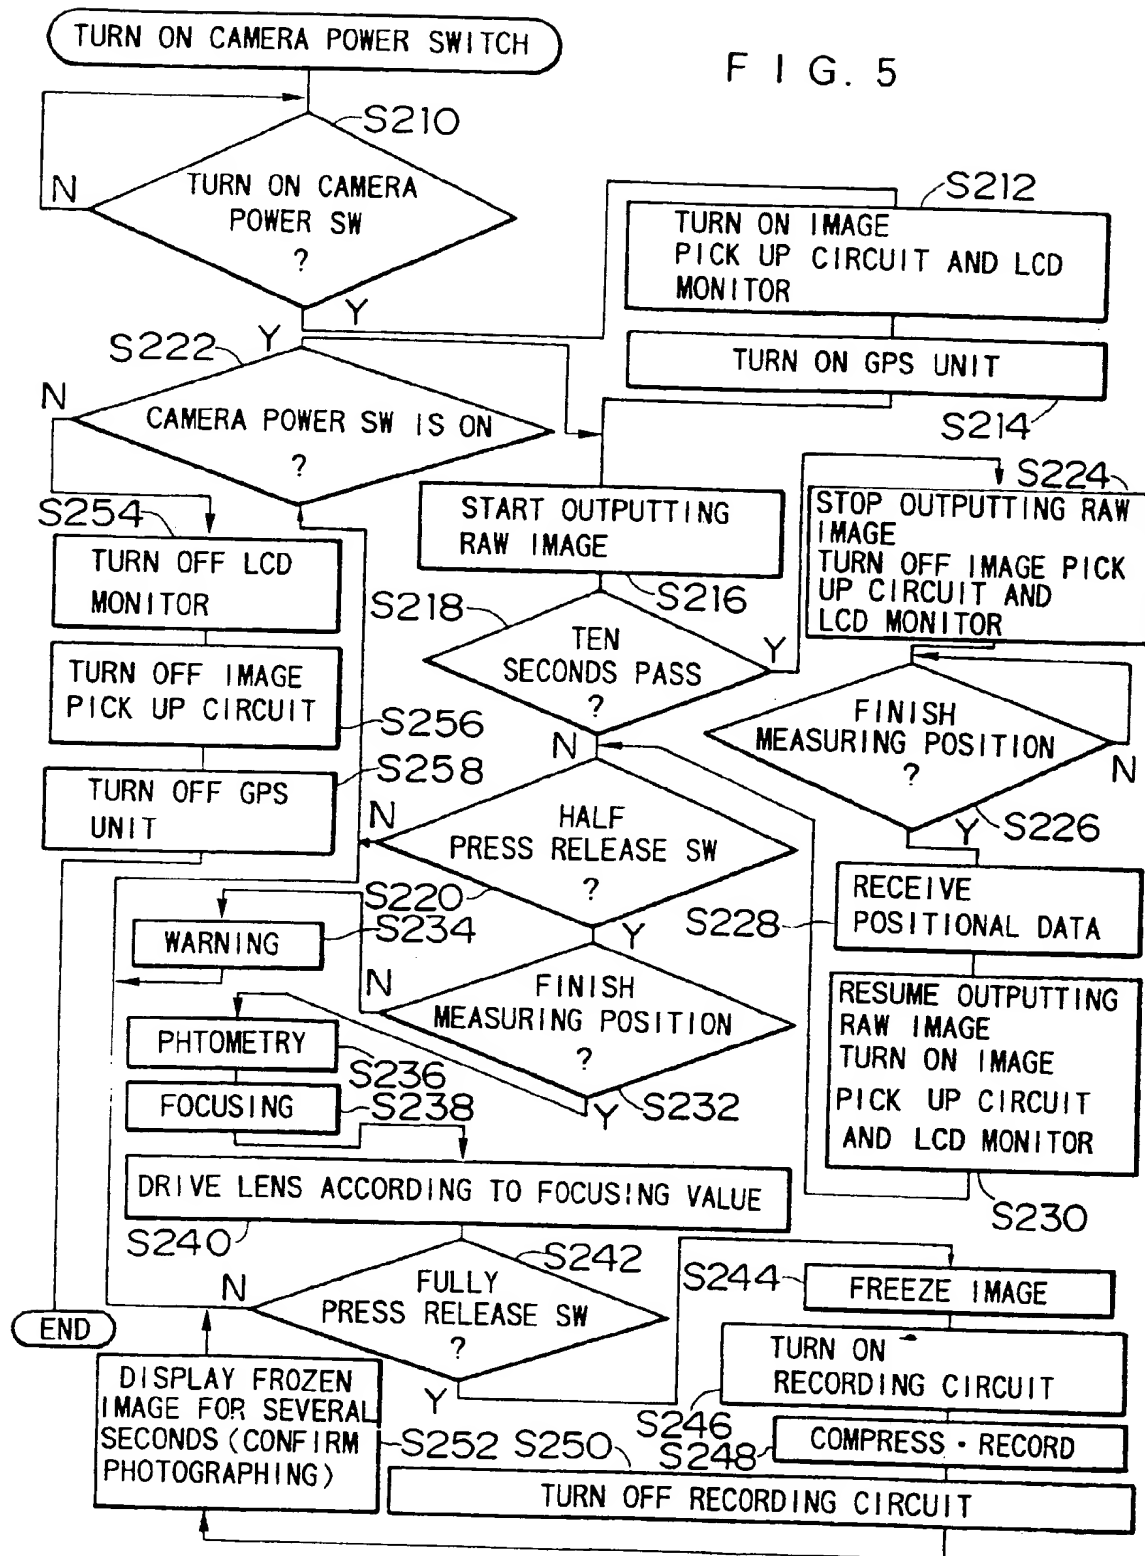 TURN ON CAMERA POWER SWITCH
F I G. 5
S210
N
TURN ON CAMERA
POWER SW
?
Y
S212
TURN ON IMAGE
PICK UP CIRCUIT AND LCD
MONITOR
TURN ON GPS UNIT
S214
S222
Y
N
CAMERA POWER SW IS ON
?
START OUTPUTTING
RAW IMAGE
S216
S224
STOP OUTPUTTING RAW
IMAGE
TURN OFF IMAGE PICK
UP CIRCUIT AND
LCD MONITOR
S254
TURN OFF LCD
MONITOR
TURN OFF IMAGE
PICK UP CIRCUIT
S256
S258
TURN OFF GPS
UNIT
S218
TEN
SECONDS PASS
?
Y
N
FINISH
MEASURING POSITION
?
N
Y
S226
N
HALF
PRESS RELEASE SW
?
S220
Y
S228
RECEIVE
POSITIONAL DATA
WARNING
S234
N
FINISH
MEASURING POSITION
?
Y
S232
RESUME OUTPUTTING
RAW IMAGE
TURN ON IMAGE
PICK UP CIRCUIT
AND LCD MONITOR
S230
PHTOMETRY
S236
FOCUSING
S238
DRIVE LENS ACCORDING TO FOCUSING VALUE
S240
S242
N
FULLY
PRESS RELEASE SW
?
Y
END
S244
FREEZE IMAGE
TURN ON
RECORDING CIRCUIT
S246
S248
COMPRESS · RECORD
DISPLAY FROZEN
IMAGE FOR SEVERAL
SECONDS (CONFIRM
PHOTOGRAPHING)
S252
S250
TURN OFF RECORDING CIRCUIT